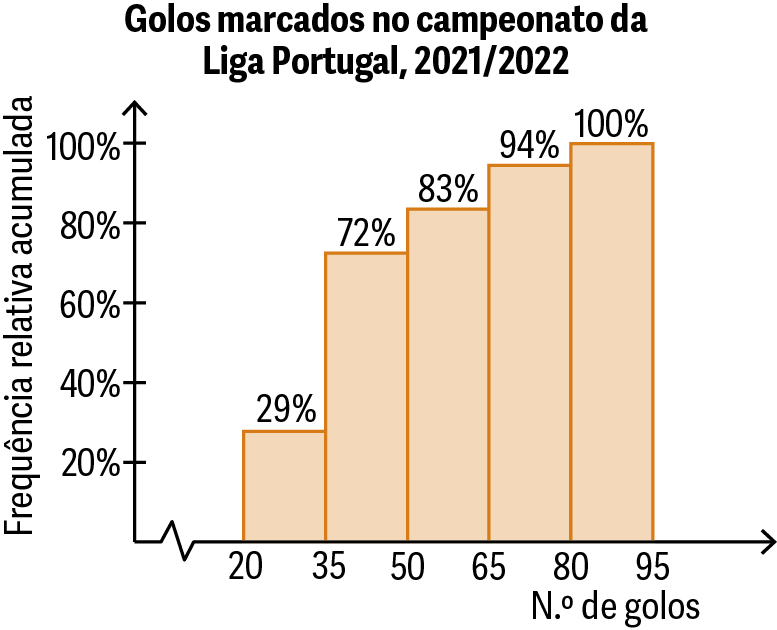 Golos marcados no campeonato da
Liga Portugal, 2021/2022
Frequência relativa acumulada
100%
80%
60%
40%
20%
29%
72%
83%
94%
100%
20 35 50 65 80 95
N.º de golos